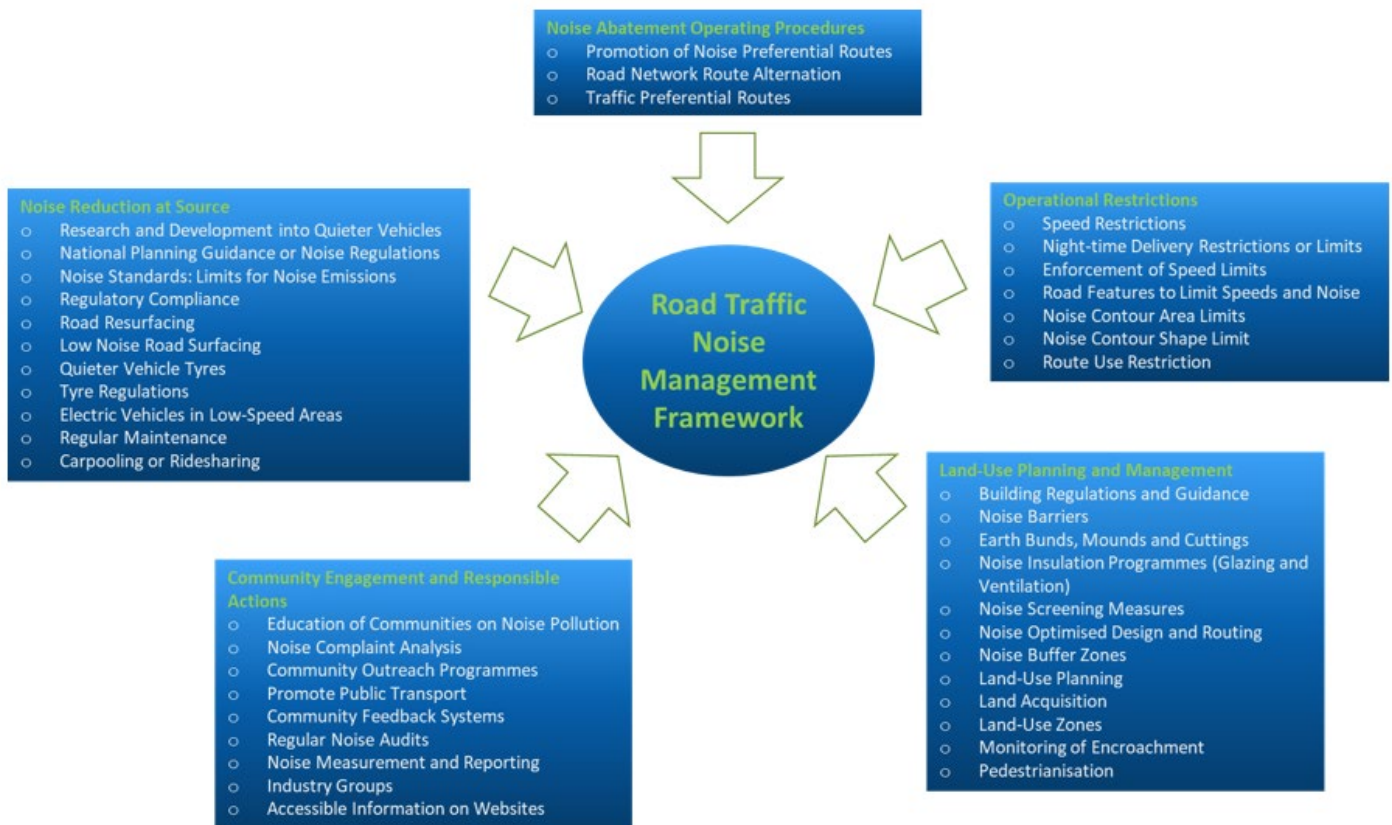 Noise Abatement Operating Procedures
o Promotion of Noise Preferential Routes
o Road Network Route Alternation
o Traffic Preferential Routes
Noise Reduction at Source
o Research and Development into Quieter Vehicles
o National Planning Guidance or Noise Regulations
o Noise Standards: Limits for Noise Emissions
o Regulatory Compliance
o Road Resurfacing
o Low Noise Road Surfacing
o Quieter Vehicle Tyres
o Tyre Regulations
o Electric Vehicles in Low-Speed Areas
o Regular Maintenance
o Carpooling or Ridesharing
Road Traffic
Noise
Management
Framework
Operational Restrictions
o Speed Restrictions
o Night-time Delivery Restrictions or Limits
o Enforcement of Speed Limits
o Road Features to Limit Speeds and Noise
o Noise Contour Area Limits
o Noise Contour Shape Limit
o Route Use Restriction
Community Engagement and Responsible
Actions
o Education of Communities on Noise Pollution
o Noise Complaint Analysis
o Community Outreach Programmes
o Promote Public Transport
o Community Feedback Systems
o Regular Noise Audits
o Noise Measurement and Reporting
o Industry Groups
o Accessible Information on Websites
Land-Use Planning and Management
o Building Regulations and Guidance
o Noise Barriers
o Earth Bunds, Mounds and Cuttings
o Noise Insulation Programmes (Glazing and
Ventilation)
o Noise Screening Measures
o Noise Optimised Design and Routing
o Noise Buffer Zones
o Land-Use Planning
o Land Acquisition
o Land-Use Zones
o Monitoring of Encroachment
o Pedestrianisation